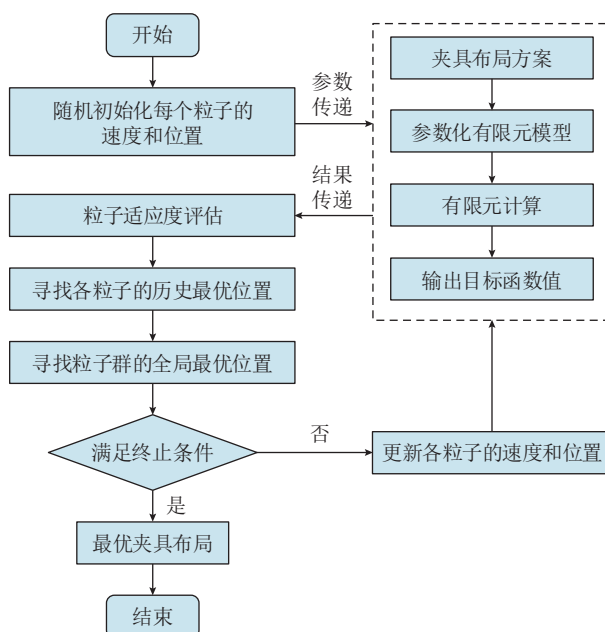 开始
随机初始化每个粒子的
速度和位置
参数
传递
夹具布局方案
参数化有限元模型
有限元计算
输出目标函数值
结果
传递
粒子适应度评估
寻找各粒子的历史最优位置
寻找粒子群的全局最优位置
满足终止条件
否
更新各粒子的速度和位置
是
最优夹具布局
结束